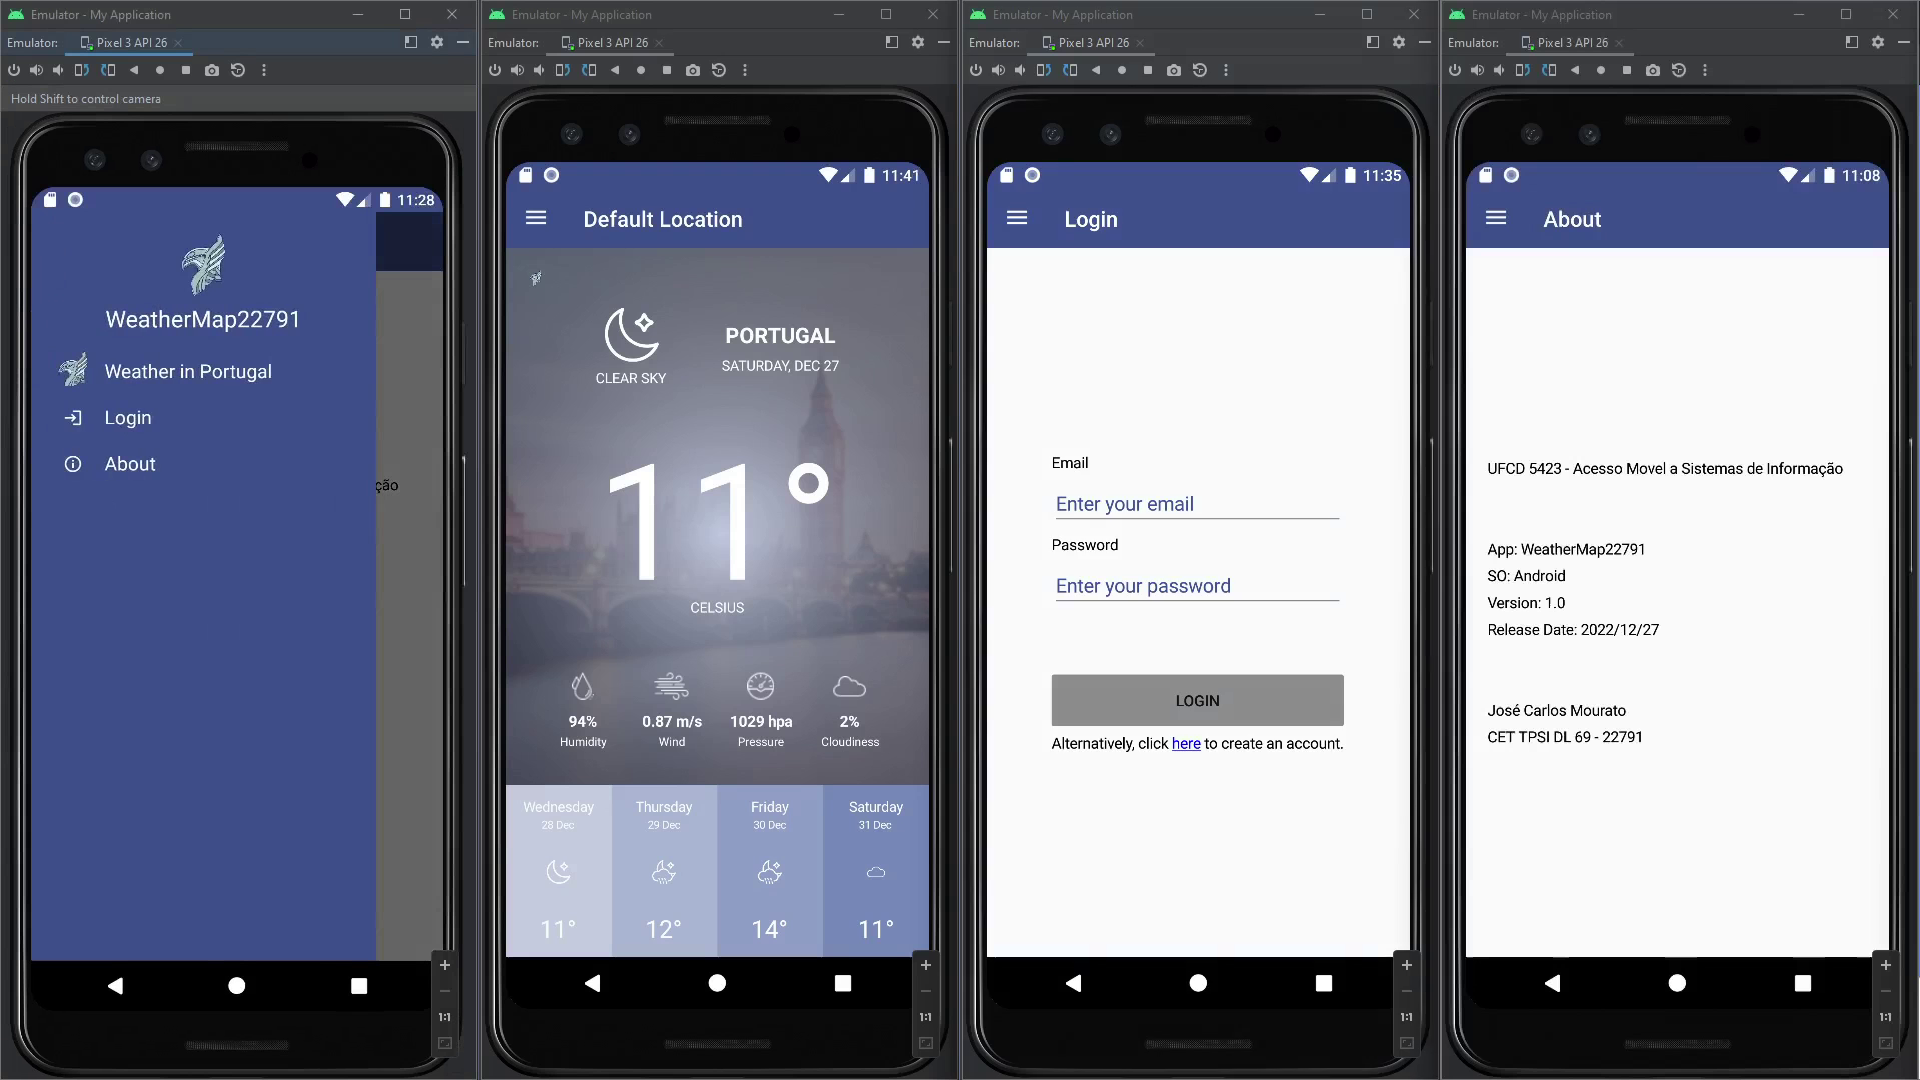 Emulator - My Application
Emulator: Pixel 3 API 26
Hold Shift to control camera
11:28
WeatherMap22791
Weather in Portugal
Login
About
ção
1:1
Emulator - My Application
Emulator: Pixel 3 API 26
11:41
Default Location
CLEAR SKY
PORTUGAL
SATURDAY, DEC 27
11°
CELSIUS
94% 0.87 m/s 1029 hpa 2%
Humidity Wind Pressure Cloudiness
Wednesday Thursday Friday Saturday
28 Dec 29 Dec 30 Dec 31 Dec
11° 12° 14° 11°
1:1
Emulator - My Application
Emulator: Pixel 3 API 26
11:35
Login
Email
Enter your email
Password
Enter your password
LOGIN
Alternatively, click here to create an account.
1:1
Emulator - My Application
Emulator: Pixel 3 API 26
11:08
About
UFCD 5423 - Acesso Movel a Sistemas de Informação
App: WeatherMap22791
SO: Android
Version: 1.0
Release Date: 2022/12/27
José Carlos Mourato
CET TPSI DL 69 - 22791
1:1